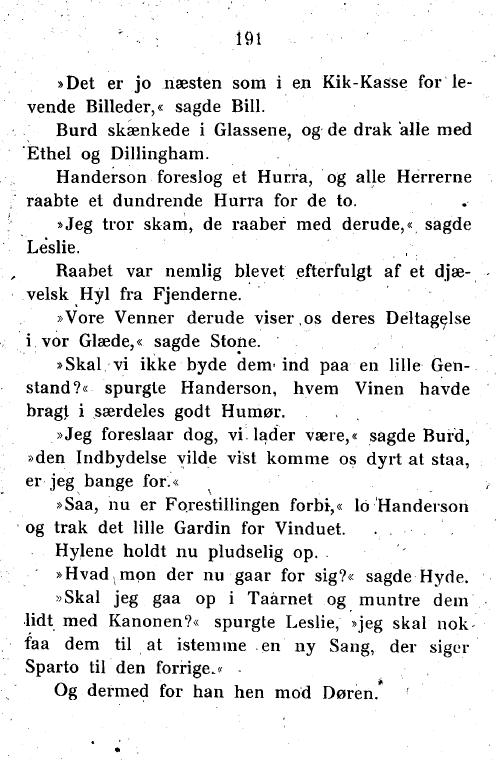 191
»Det er jo næsten som i en Kik-Kasse for le-
vende Billeder,« sagde Bill.
Burd skænkede i Glassene, og de drak alle med
Ethel og Dillingham.
Handerson foreslog et Hurra, og alle Herrerne
raabte et dundrende Hurra for de to.
»Jeg tror skam, de raaber med derude,« sagde
Leslie.
Raabet var nemlig blevet efterfulgt af et djæ-
velsk Hyl fra Fjenderne.
»Vore Venner derude viser os deres Deltagelse
i vor Glæde,« sagde Stone.
»Skal vi ikke byde dem ind paa en lille Gen-
stand?« spurgte Handerson, hvem Vinen havde
bragt i særdeles godt Humør.
»Jeg foreslaar dog, vi lader være,« sagde Burd,
»den Indbydelse vilde vist komme os dyrt at staa,
er jeg bange for.«
»Saa, nu er Forestillingen forbi,« lo Handerson
og trak det lille Gardin for Vinduet.
Hylene holdt nu pludselig op.
»Hvad mon der nu gaar for sig?« sagde Hyde.
»Skal jeg gaa op i Taarnet og muntre dem
lidt med Kanonen?« spurgte Leslie, »jeg skal nok
faa dem til at istemme en ny Sang, der siger
Sparto til den forrige.«
Og dermed for han hen mod Døren.